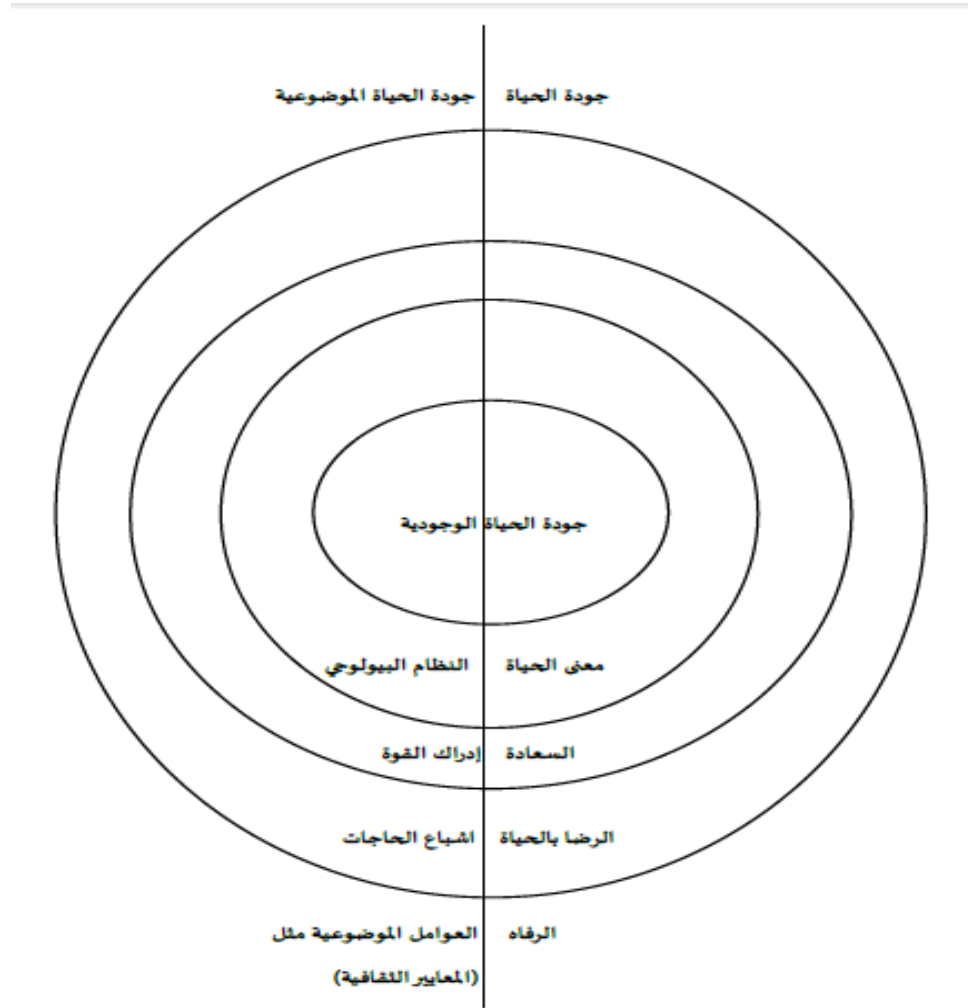 جودة الحياة
جودة الحياة الموضوعية
جودة الحياة الوجودية
معنى الحياة
النظام البيولوجي
السعادة
إدراك القوة
الرضا بالحياة
اشباع الحاجات
الرفاه
العوامل الموضوعية مثل
(المعايير الثقافية)